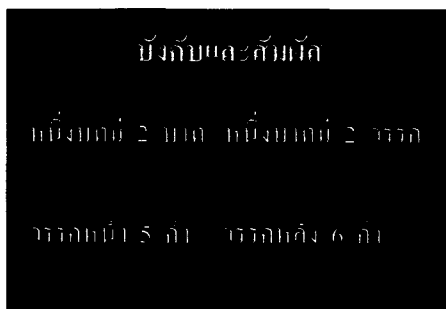 บังคับและสัมผัส
หนึ่งบทมี 2 บาท หนึ่งบาทมี 2 วรรค
วรรคหน้า 5 คำ วรรคหลัง 6 คำ